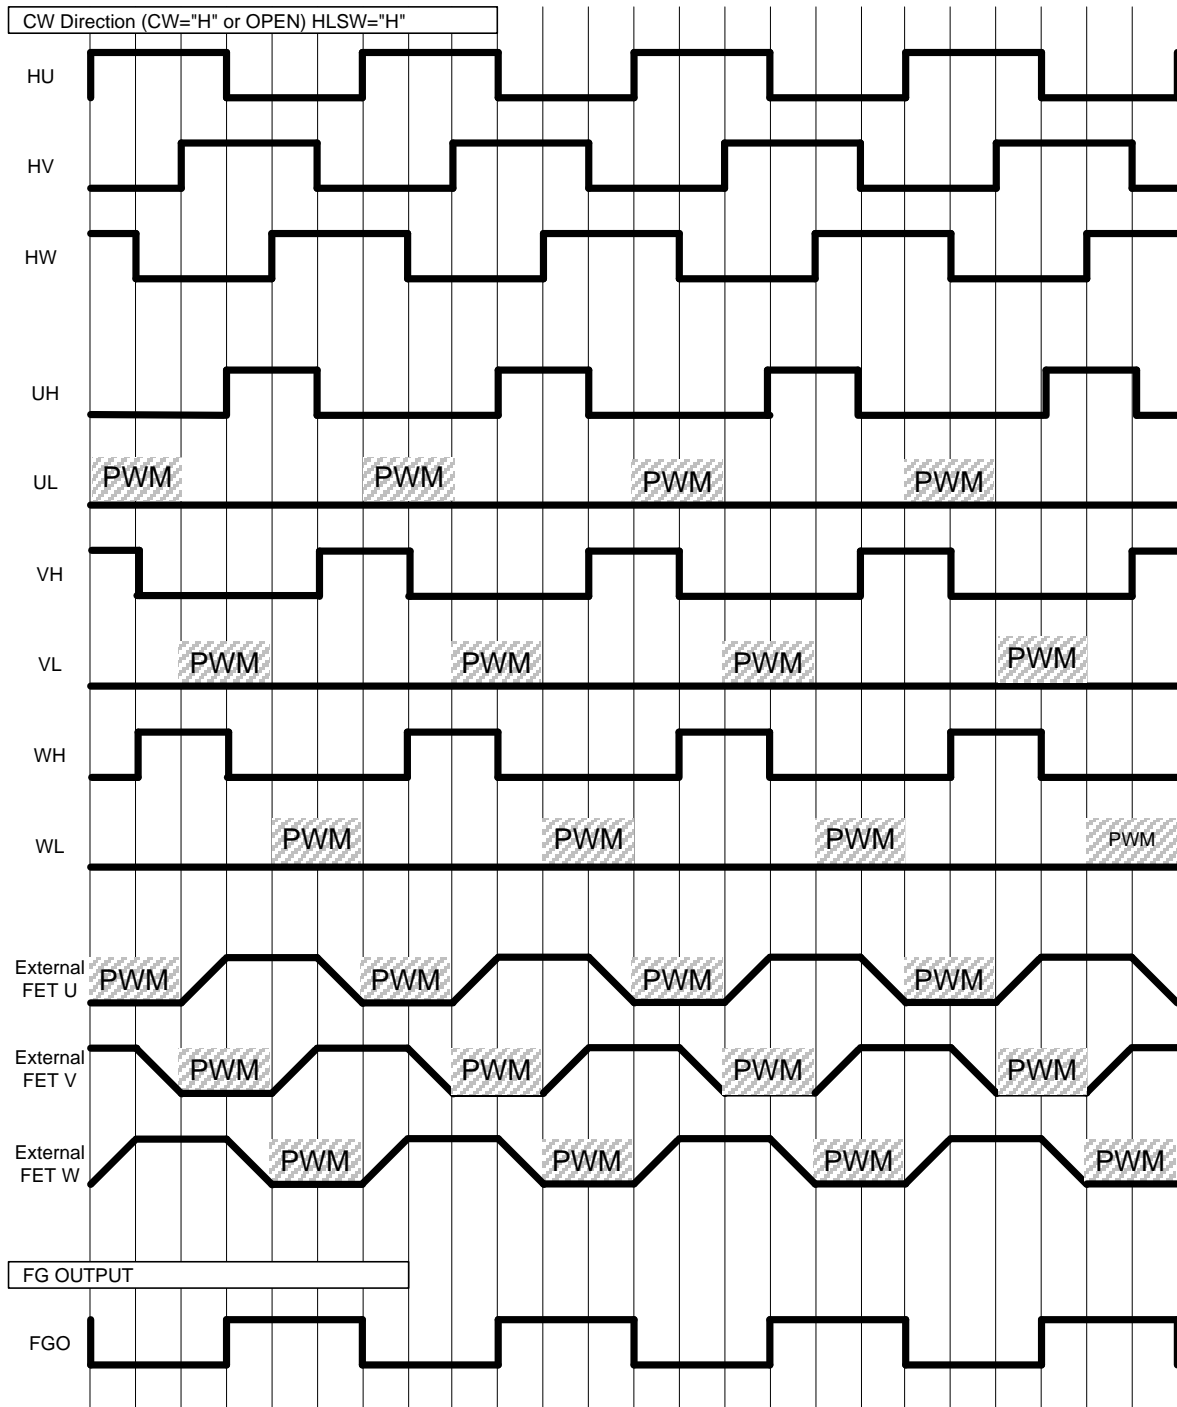 CW Direction (CW="H" or OPEN) HLSW="H"
HU
HV
HW
UH
UL PWM PWM PWM PWM
VH
VL PWM PWM PWM PWM
WH
WL PWM PWM PWM PWM
External
FET U PWM PWM PWM PWM
External
FET V PWM PWM PWM PWM
External
FET W PWM PWM PWM PWM
FG OUTPUT
FGO